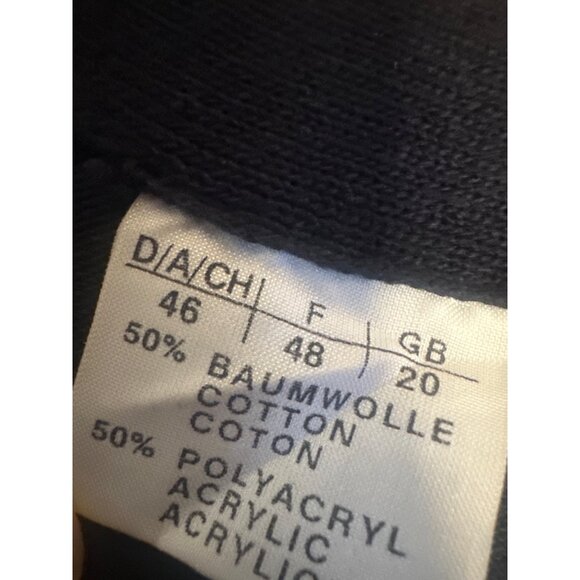 D/A/CH F GB
46 48 20
50% BAUMWOLLE
COTTON
COTON
50% POLYACRYL
ACRYLIC